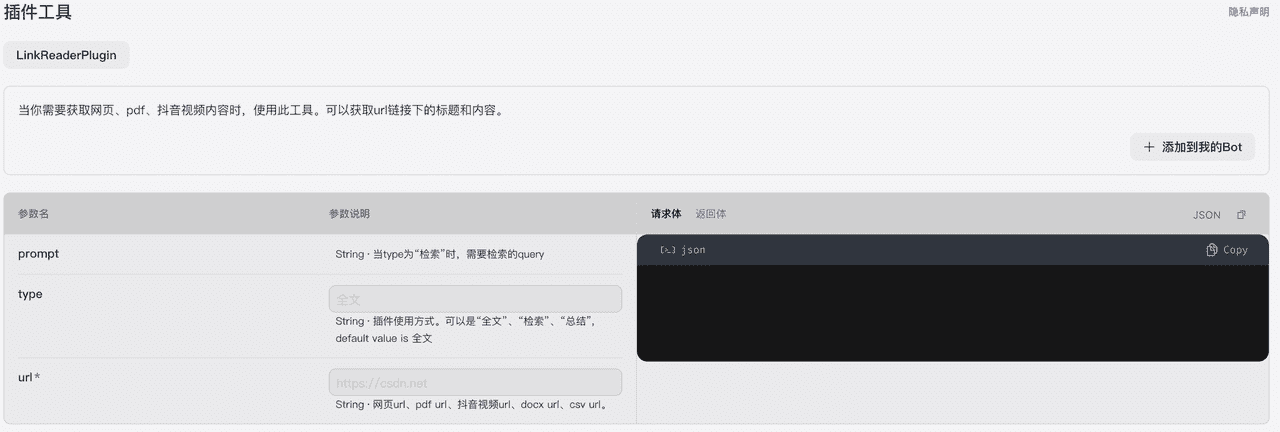 插件工具
隐私声明
LinkReaderPlugin
当你需要获取网页、pdf、抖音视频内容时，使用此工具。可以获取url链接下的标题和内容。
+ 添加到我的Bot
参数名
参数说明
请求体
返回体
JSON
prompt
String · 当type为“检索”时，需要检索的query
[>_] json
Copy
type
全文
String · 插件使用方式。可以是“全文”、“检索”、“总结”，
default value is 全文
url*
https://csdn.net
String · 网页url、pdf url、抖音视频url、docx url、csv url。